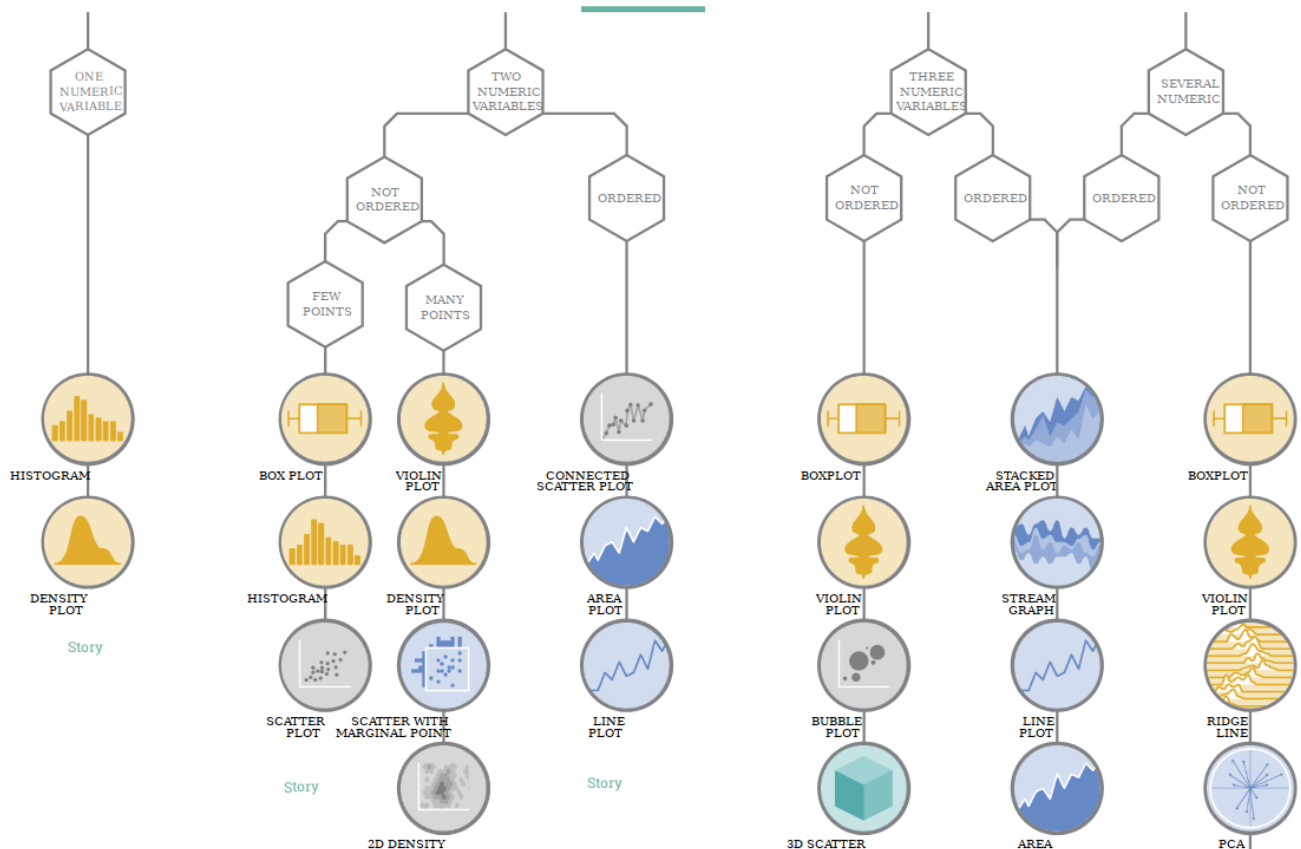 ONE
NUMERIC
VARIABLE
TWO
NUMERIC
VARIABLES
THREE
NUMERIC
VARIABLES
SEVERAL
NUMERIC
NOT
ORDERED
ORDERED
NOT
ORDERED
ORDERED
ORDERED
NOT
ORDERED
FEW
POINTS
MANY
POINTS
HISTOGRAM
BOX PLOT
VIOLIN
PLOT
CONNECTED
SCATTER PLOT
BOXPLOT
STACKED
AREA PLOT
BOXPLOT
DENSITY
PLOT
HISTOGRAM
DENSITY
PLOT
AREA
PLOT
VIOLIN
PLOT
STREAM
GRAPH
VIOLIN
PLOT
Story
SCATTER
PLOT
SCATTER WITH
MARGINAL POINT
LINE
PLOT
BUBBLE
PLOT
LINE
PLOT
RIDGE
LINE
Story
Story
2D DENSITY
3D SCATTER
AREA
PCA